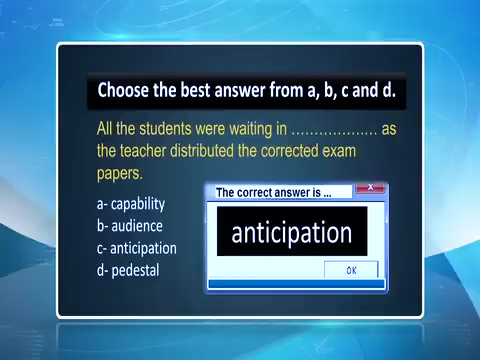 Choose the best answer from a, b, c and d.
All the students were waiting in ……………….. as
the teacher distributed the corrected exam
papers.
a- capability
b- audience
c- anticipation
d- pedestal
The correct answer is ...
x
anticipation
OK